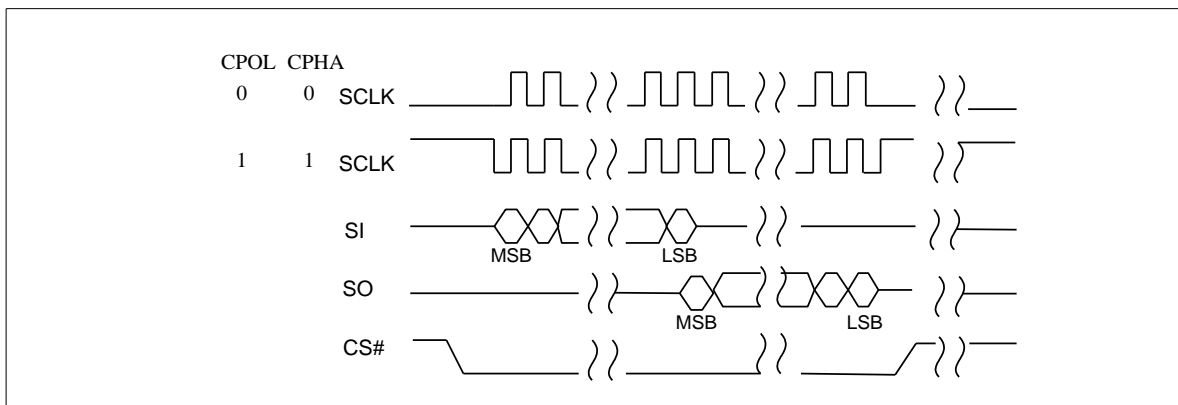 CPOL CPHA
0 0 SCLK
1 1 SCLK
SI
MSB LSB
SO
MSB LSB
CS#